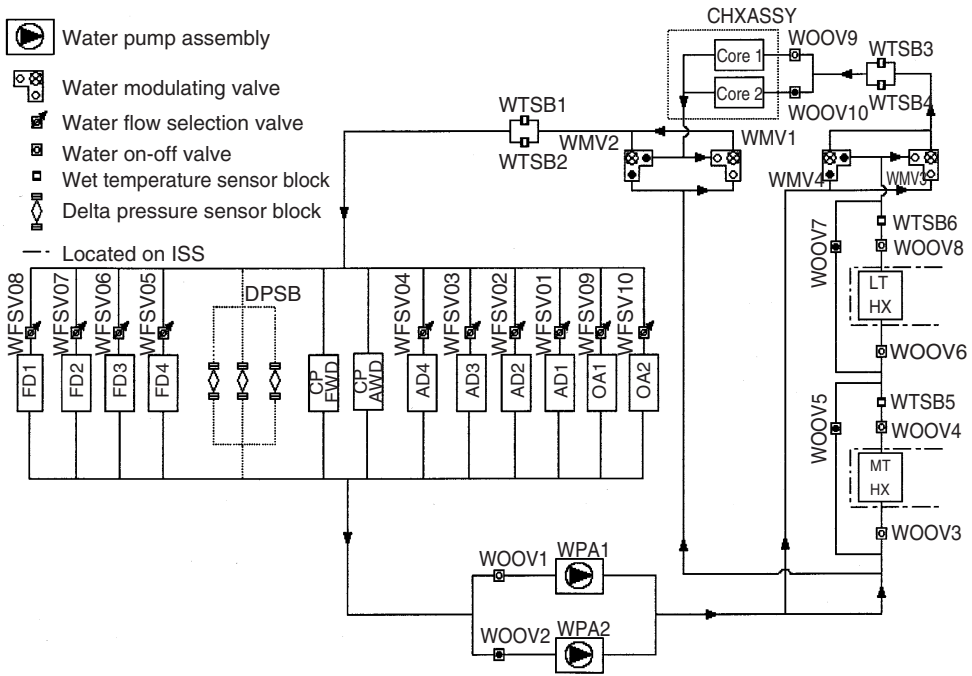 Water pump assembly
Water modulating valve
Water flow selection valve
Water on-off valve
Wet temperature sensor block
Delta pressure sensor block
Located on ISS
CHXASSY
Core 1
Core 2
WOOV9
WOOV10
WTSB3
WTSB4
WTSB1
WTSB2
WMV2
WMV1
WMV4
WMV3
WTSB6
WOOV7
WOOV8
LT
HX
WOOV6
WTSB5
WOOV5
WOOV4
MT
HX
WOOV3
WFSV08
WFSV07
WFSV06
WFSV05
DPSB
WFSV04
WFSV03
WFSV02
WFSV01
WFSV09
WFSV10
FD1
FD2
FD3
FD4
CP
FWD
CP
AWD
AD4
AD3
AD2
AD1
OA1
OA2
WOOV1
WPA1
WOOV2
WPA2